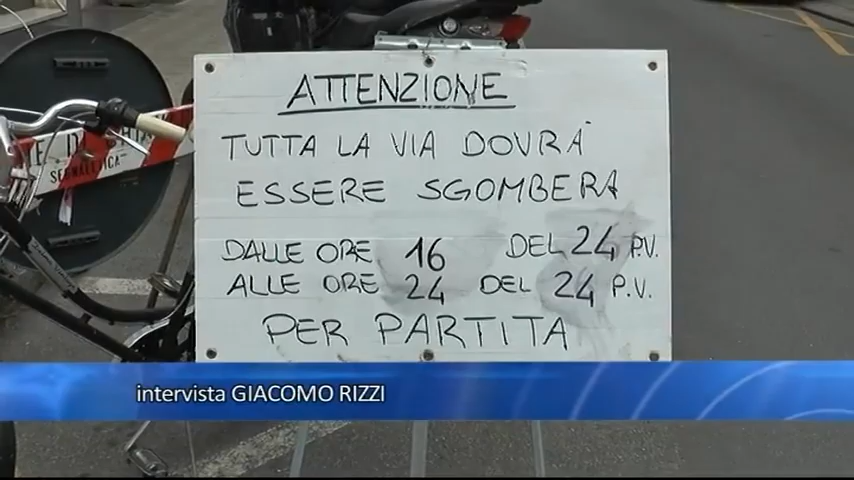 ATTENZIONE
TUTTA LA VIA DOVRÀ
ESSERE SGOMBERA
DALLE ORE 16 DEL 24 P.V.
ALLE ORE 24 DEL 24 P.V.
PER PARTITA
SEGNALETICA
intervista GIACOMO RIZZI